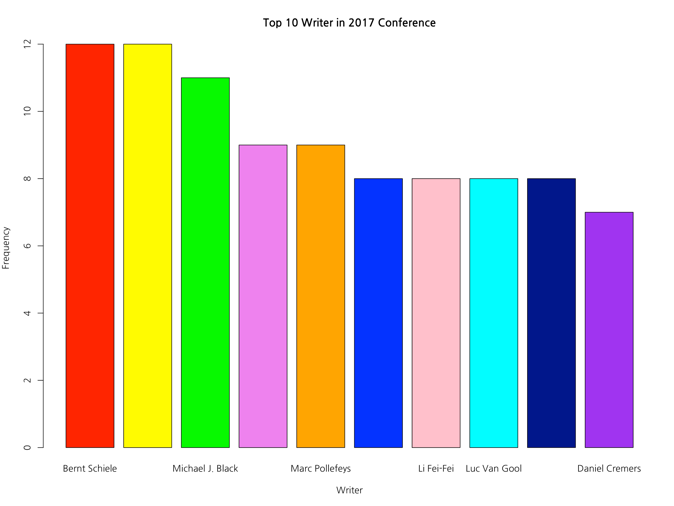 Top 10 Writer in 2017 Conference
Frequency
12
10
8
6
4
2
0
Bernt Schiele Michael J. Black Marc Pollefeys Li Fei-Fei Luc Van Gool Daniel Cremers
Writer